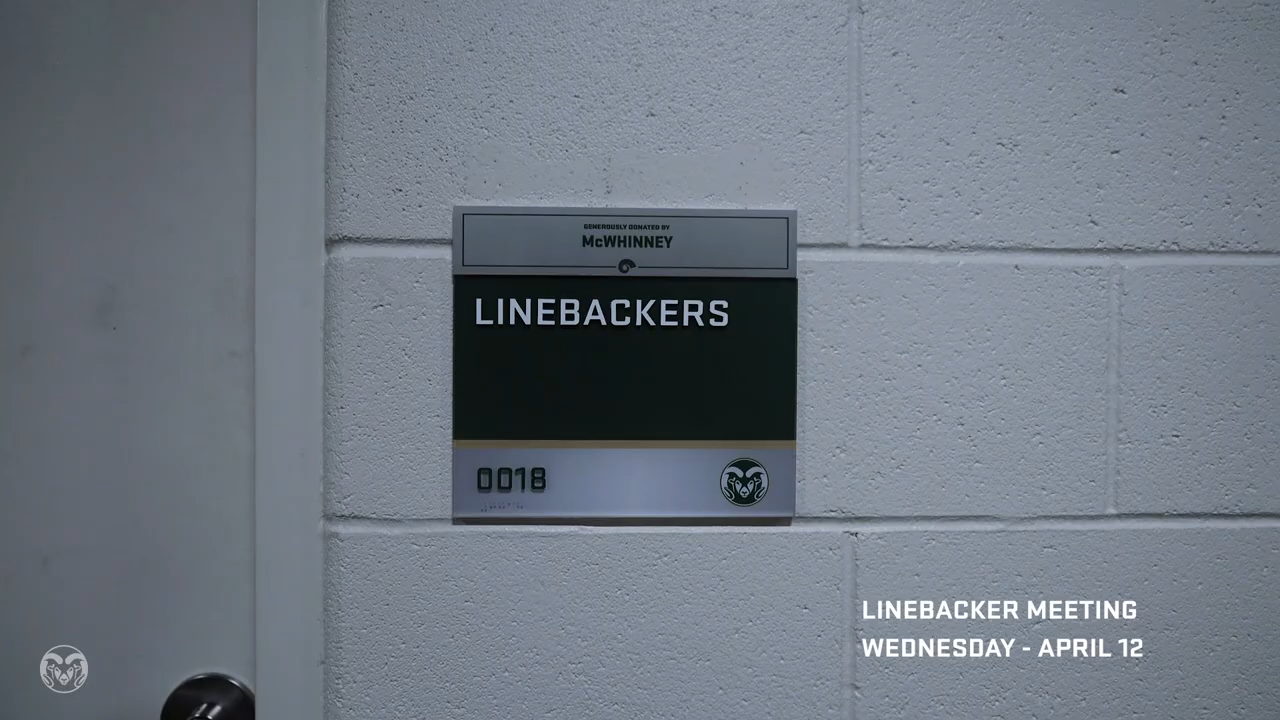 GENEROUSLY DONATED BY
McWHINNEY
LINEBACKERS
0018
LINEBACKER MEETING
WEDNESDAY - APRIL 12